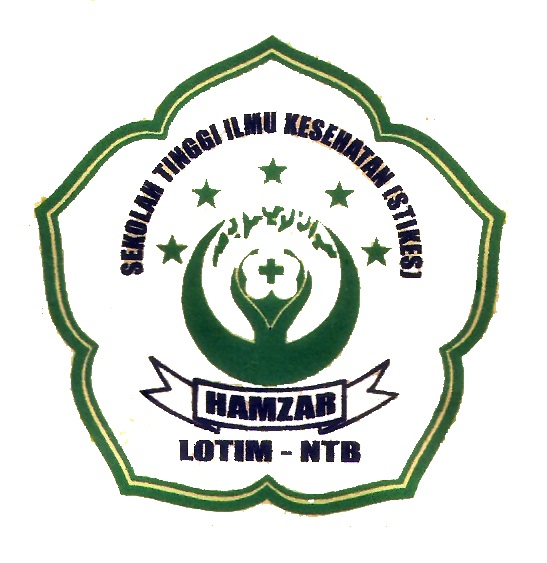 SEKOLAH TINGGI ILMU KESEHATAN (STIKES)
HAMZAR
LOTIM - NTB